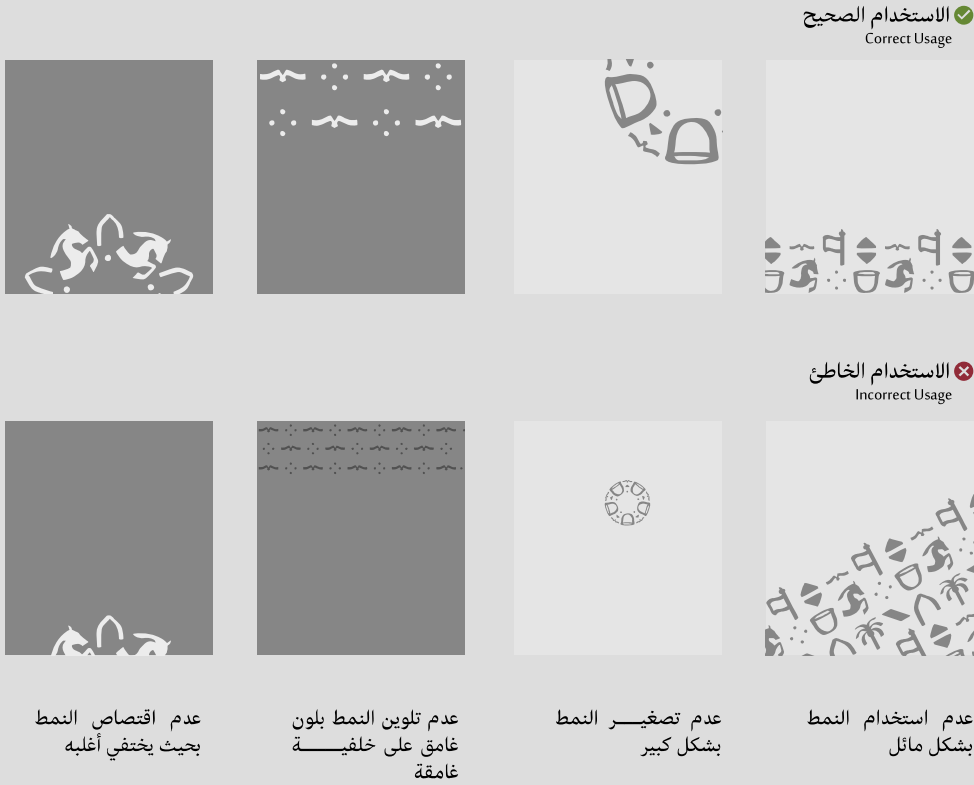 الاستخدام الصحيح
Correct Usage
الاستخدام الخاطئ
Incorrect Usage
عدم استخدام النمط
بشكل مائل
عدم تصغيـــر النمط
بشكل كبير
عدم تلوين النمط بلون
غامق على خلفيـــــة
غامقة
عدم اقتصاص النمط
بحيث يختفي أغلبه